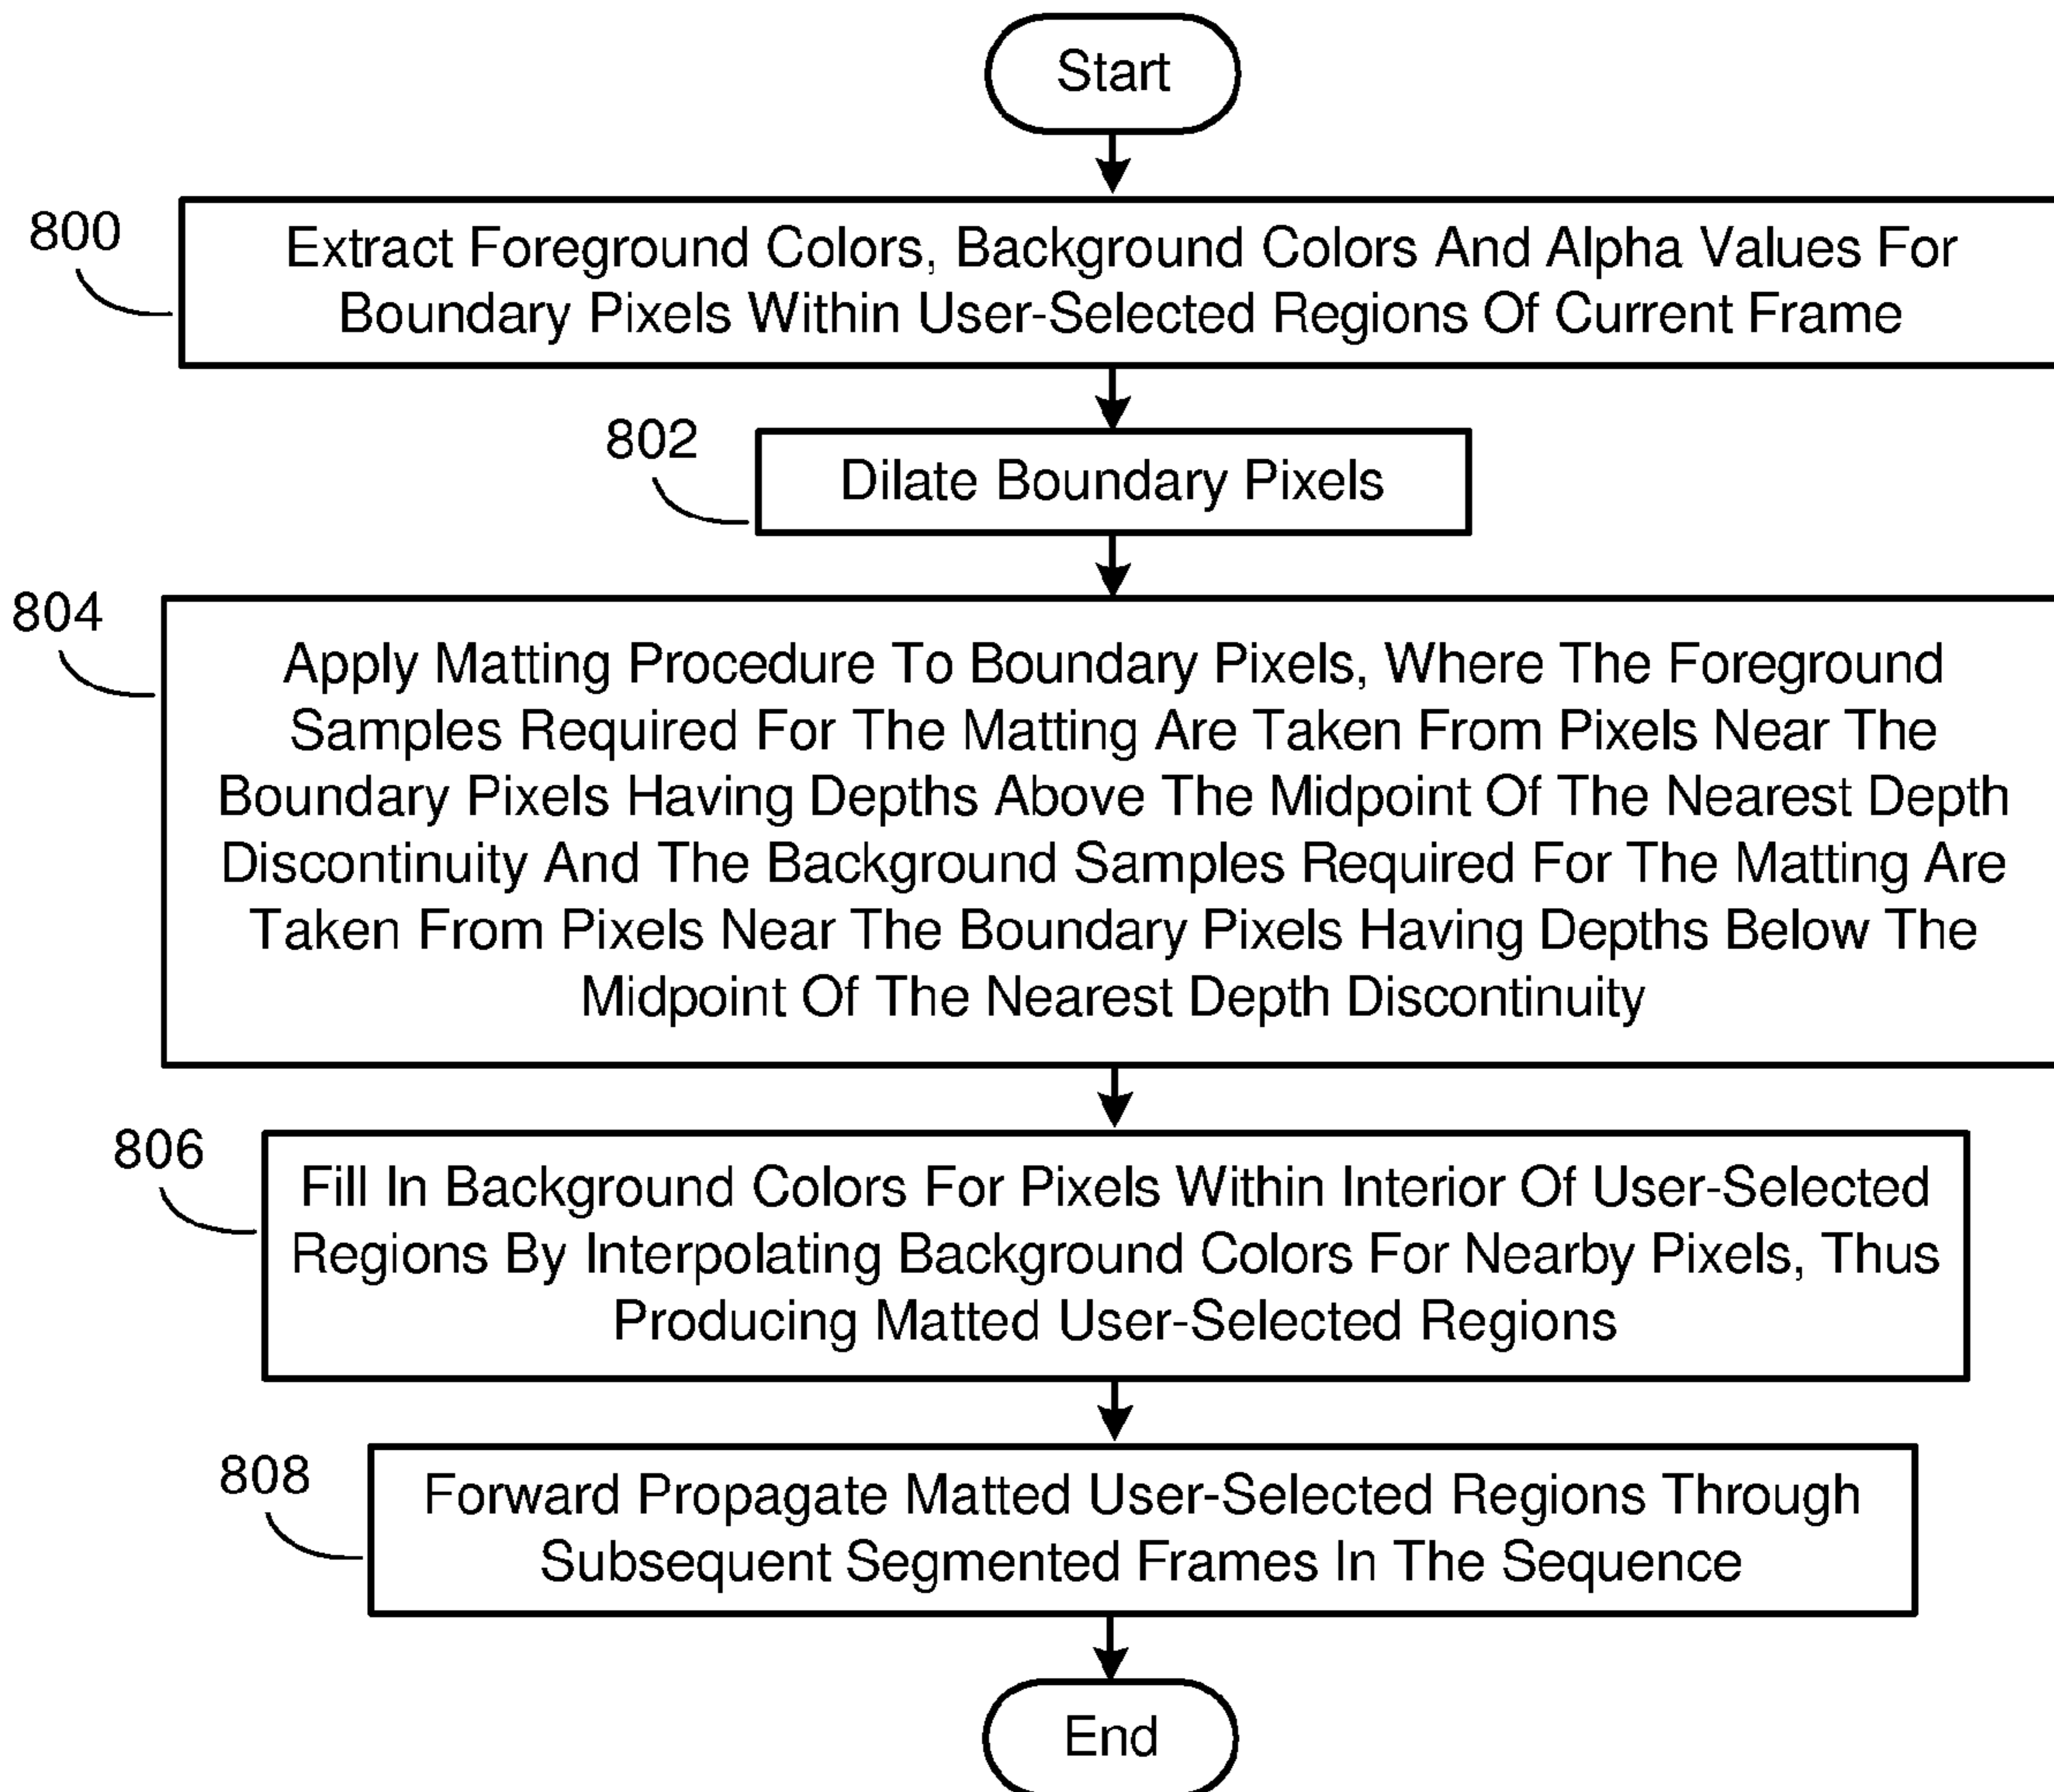 Start
800
Extract Foreground Colors, Background Colors And Alpha Values For
Boundary Pixels Within User-Selected Regions Of Current Frame
802
Dilate Boundary Pixels
804
Apply Matting Procedure To Boundary Pixels, Where The Foreground
Samples Required For The Matting Are Taken From Pixels Near The
Boundary Pixels Having Depths Above The Midpoint Of The Nearest Depth
Discontinuity And The Background Samples Required For The Matting Are
Taken From Pixels Near The Boundary Pixels Having Depths Below The
Midpoint Of The Nearest Depth Discontinuity
806
Fill In Background Colors For Pixels Within Interior Of User-Selected
Regions By Interpolating Background Colors For Nearby Pixels, Thus
Producing Matted User-Selected Regions
808
Forward Propagate Matted User-Selected Regions Through
Subsequent Segmented Frames In The Sequence
End